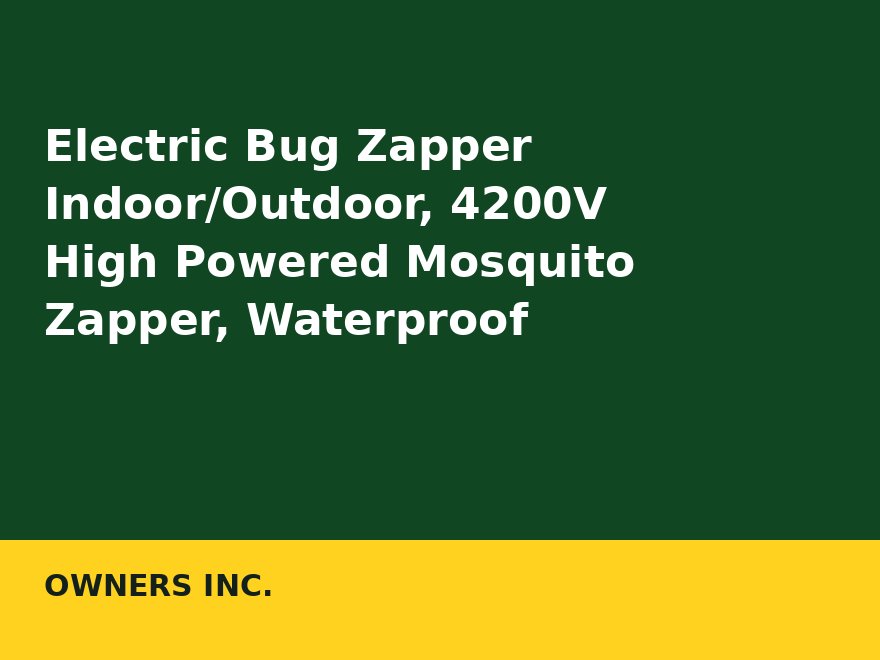 Electric Bug Zapper
Indoor/Outdoor, 4200V
High Powered Mosquito
Zapper, Waterproof
OWNERS INC.